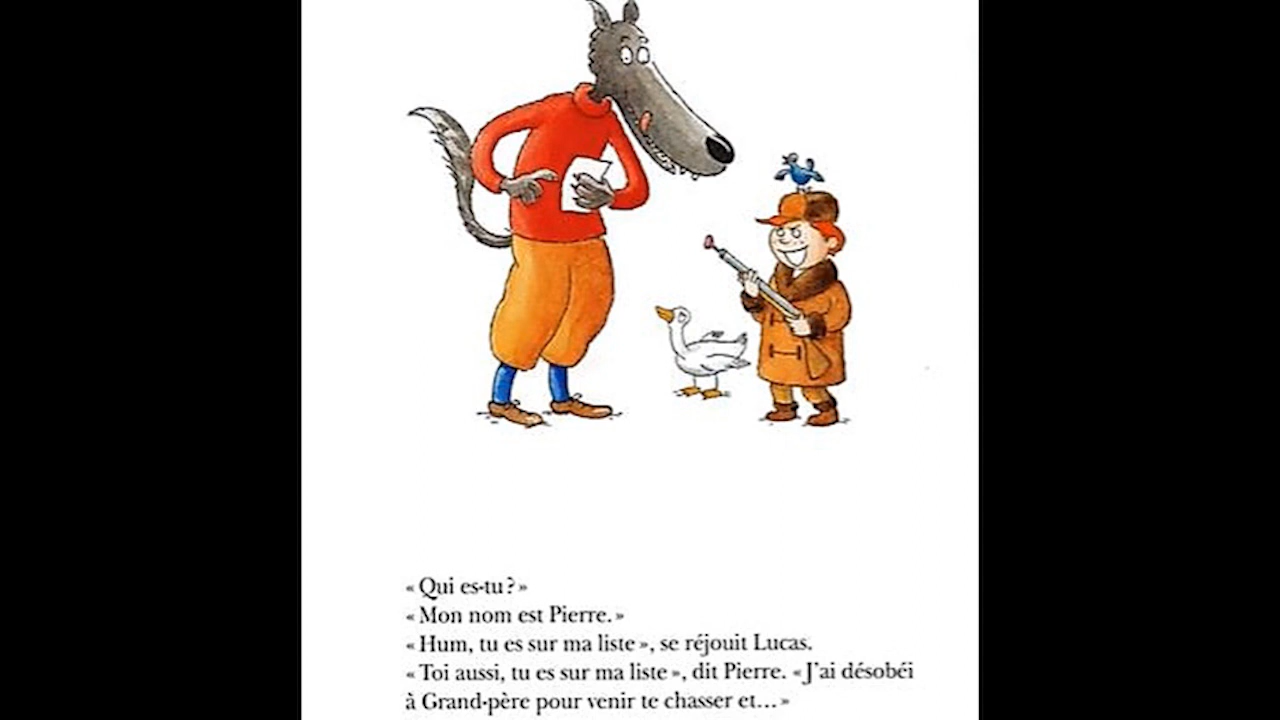 « Qui es-tu ? »
« Mon nom est Pierre. »
« Hum, tu es sur ma liste », se réjouit Lucas.
« Toi aussi, tu es sur ma liste », dit Pierre. « J'ai désobéi
à Grand-père pour venir te chasser et... »